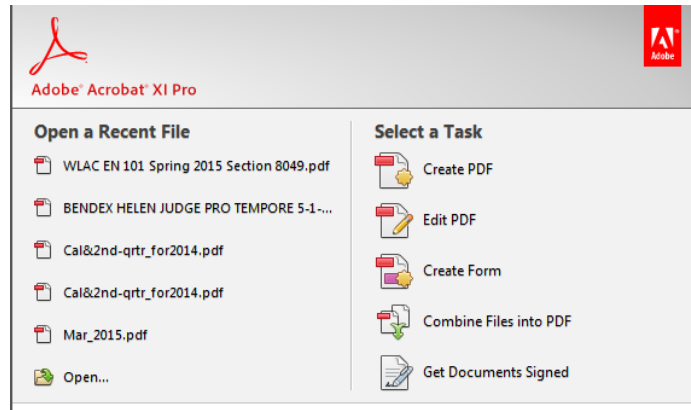 Adobe® Acrobat® XI Pro
Adobe
Open a Recent File
WLAC EN 101 Spring 2015 Section 8049.pdf
BENDEX HELEN JUDGE PRO TEMPORE 5-1-...
Cal&2nd-qrtr_for2014.pdf
Cal&2nd-qrtr_for2014.pdf
Mar_2015.pdf
Open...
Select a Task
Create PDF
Edit PDF
Create Form
Combine Files into PDF
Get Documents Signed